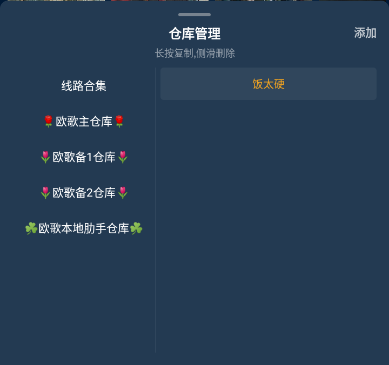 仓库管理
添加
长按复制,侧滑删除
线路合集
饭太硬
🌹欧歌主仓库🌹
🌷欧歌备1仓库🌷
🌷欧歌备2仓库🌷
☘️欧歌本地肋手仓库☘️